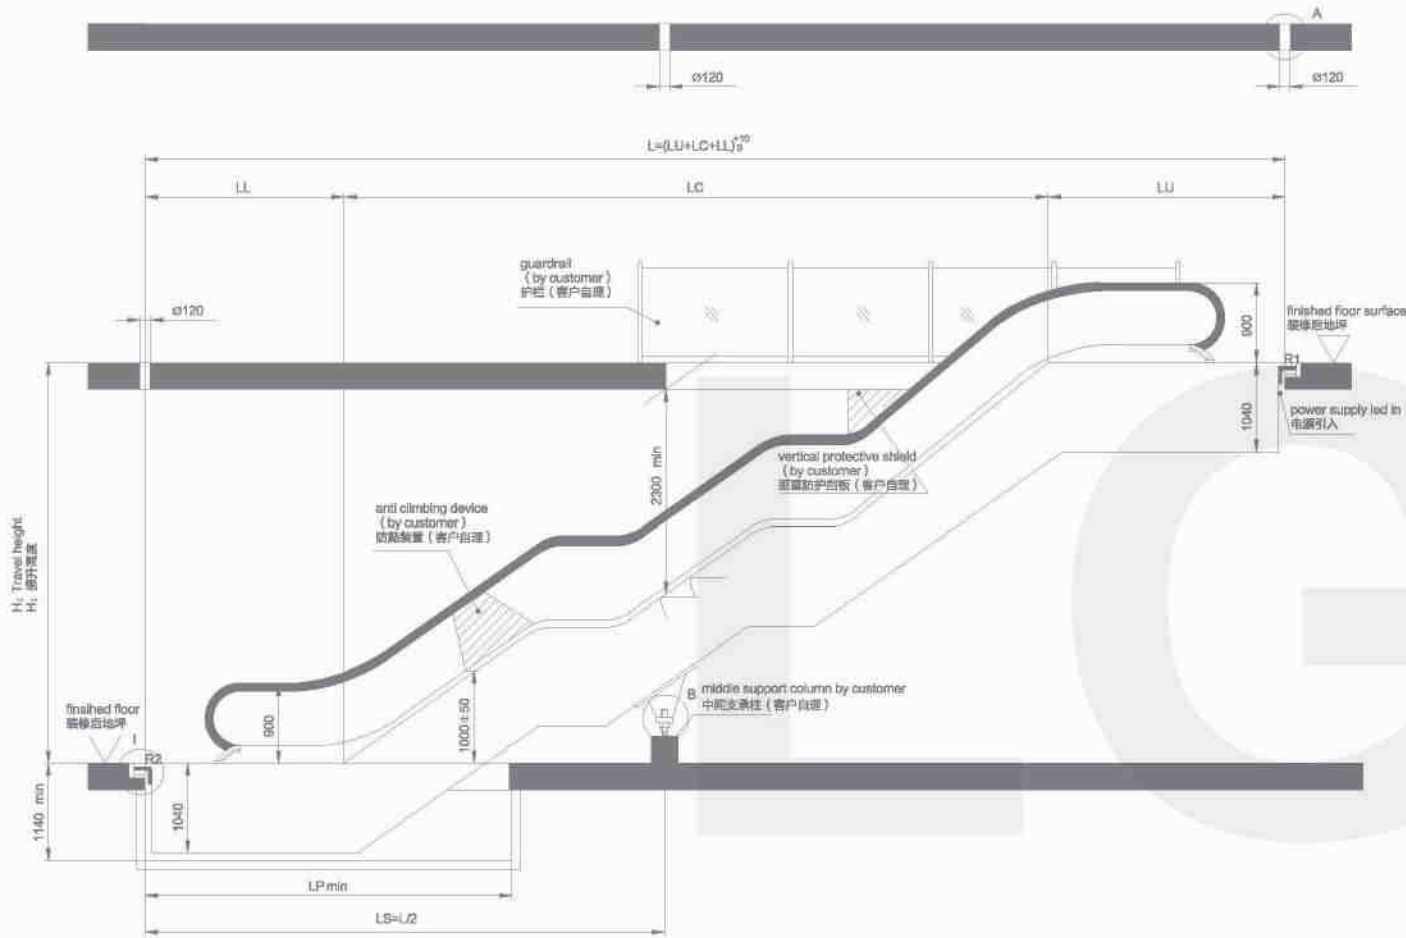 A
Ø120
Ø120
L=(LU+LC+LL)+10 0
LL
LC
LU
guardrail
（by customer）
护栏（客户自理）
Ø120
900
finished floor surface
装修后地坪
R1
1040
power supply led in
电源引入
2300 min
vertical protective shield
（by customer）
垂直防护挡板（客户自理）
anti climbing device
（by customer）
防爬装置（客户自理）
H: Travel height
H: 提升高度
B
middle support column by customer
中间支承柱（客户自理）
finsihed floor
装修后地坪
I
R2
900
1000±50
1140 min
1040
LP min
LS=L/2
LG